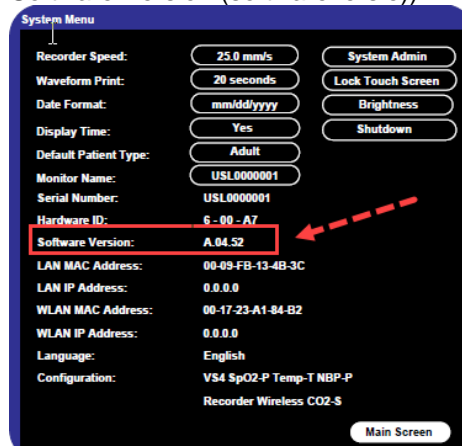 System Menu
Recorder Speed: 25.0 mm/s System Admin
Waveform Print: 20 seconds Lock Touch Screen
Date Format: mm/dd/yyyy Brightness
Display Time: Yes Shutdown
Default Patient Type: Adult
Monitor Name: USL0000001
Serial Number: USL0000001
Hardware ID: 6 - 00 - A7
Software Version: A.04.52
LAN MAC Address: 00-09-FB-13-4B-3C
LAN IP Address: 0.0.0.0
WLAN MAC Address: 00-17-23-A1-84-B2
WLAN IP Address: 0.0.0.0
Language: English
Configuration: VS4 SpO2-P Temp-T NBP-P
Recorder Wireless CO2-S
Main Screen